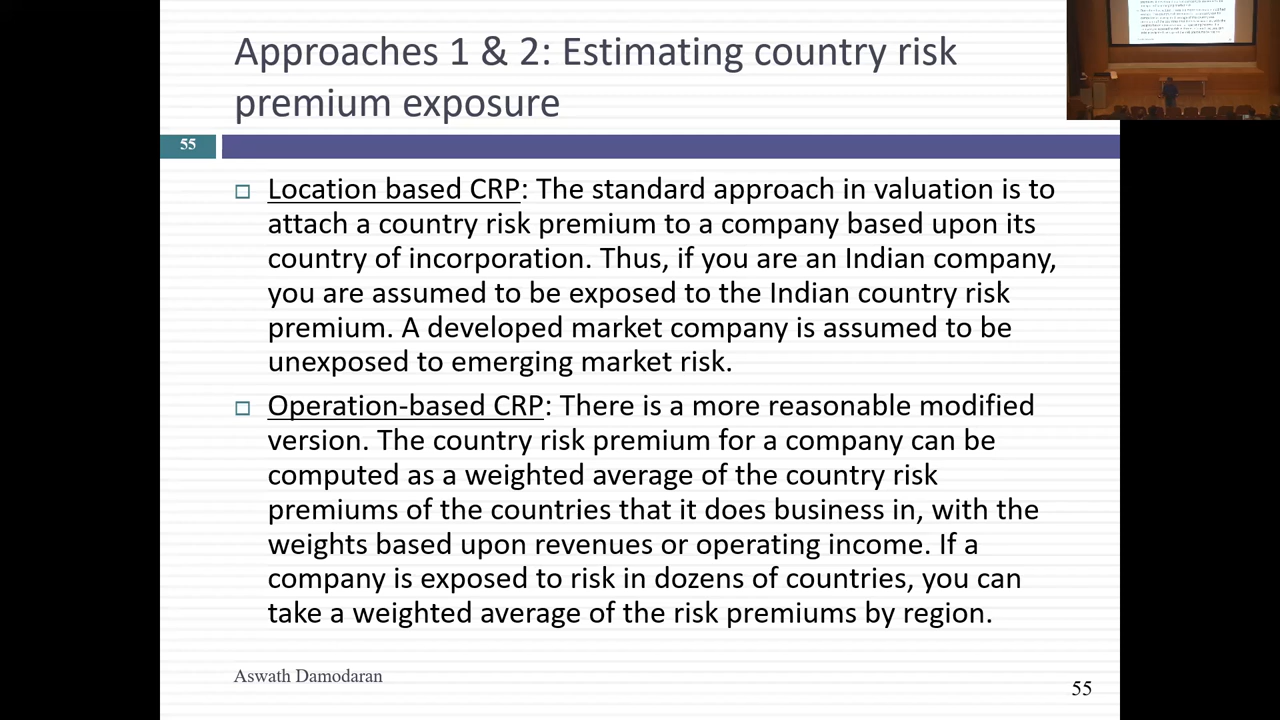 Approaches 1 & 2: Estimating country risk
premium exposure
55
Location based CRP: The standard approach in valuation is to
attach a country risk premium to a company based upon its
country of incorporation. Thus, if you are an Indian company,
you are assumed to be exposed to the Indian country risk
premium. A developed market company is assumed to be
unexposed to emerging market risk.
Operation-based CRP: There is a more reasonable modified
version. The country risk premium for a company can be
computed as a weighted average of the country risk
premiums of the countries that it does business in, with the
weights based upon revenues or operating income. If a
company is exposed to risk in dozens of countries, you can
take a weighted average of the risk premiums by region.
Aswath Damodaran
55